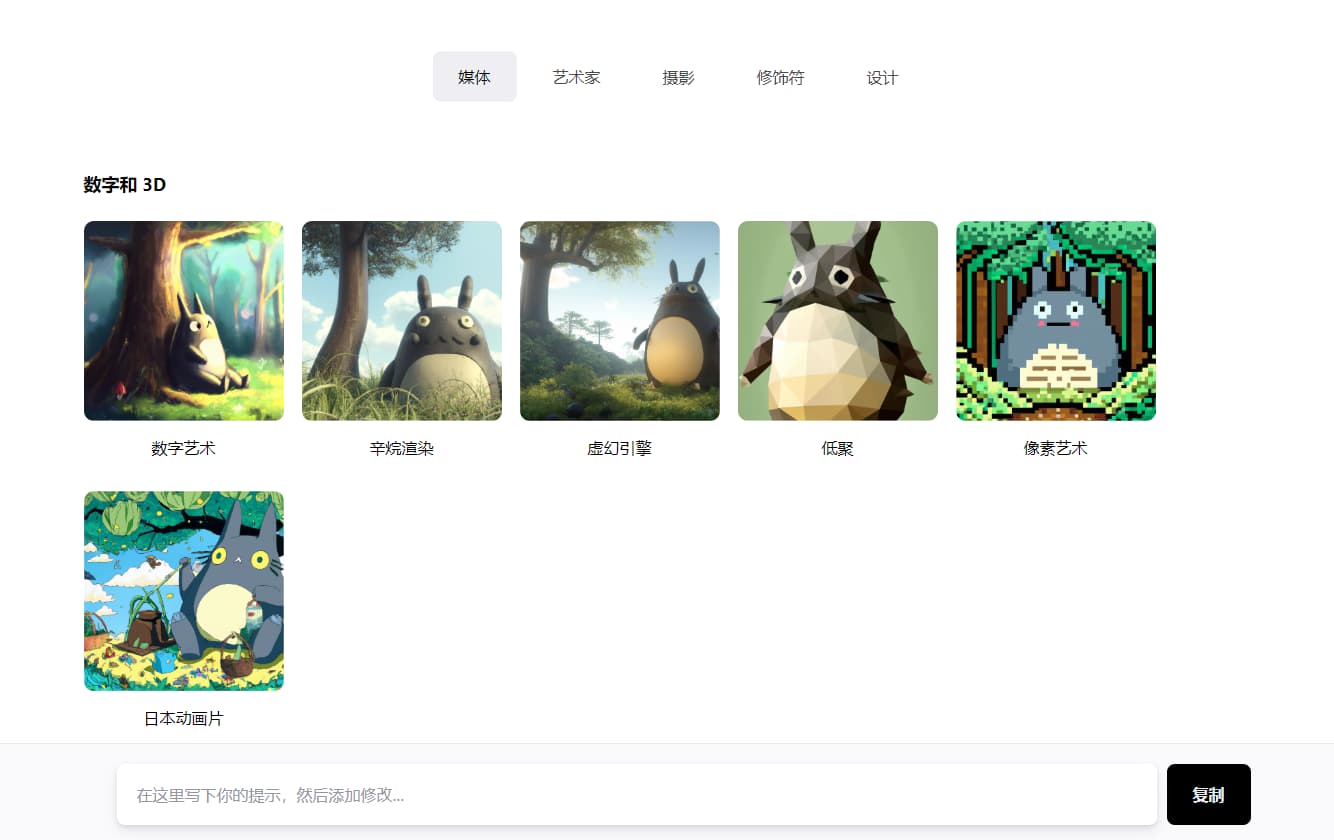 媒体
艺术家
摄影
修饰符
设计
数字和 3D
数字艺术
辛烷渲染
虚幻引擎
低聚
像素艺术
日本动画片
在这里写下你的提示，然后添加修改...
复制